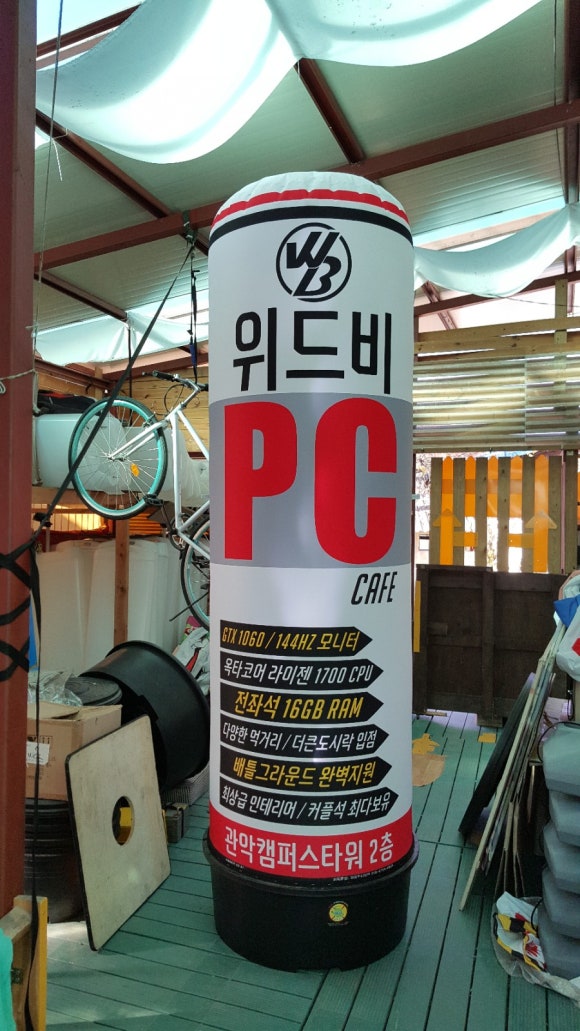 WB
위드비
PC
CAFE
GTX 1060 / 144HZ 모니터
옥타코어 라이젠 1700 CPU
전좌석 16GB RAM
다양한 먹거리 / 더큰도시락 입점
배틀그라운드 완벽지원
최상급 인테리어 / 커플석 최다보유
관악캠퍼스타워 2층